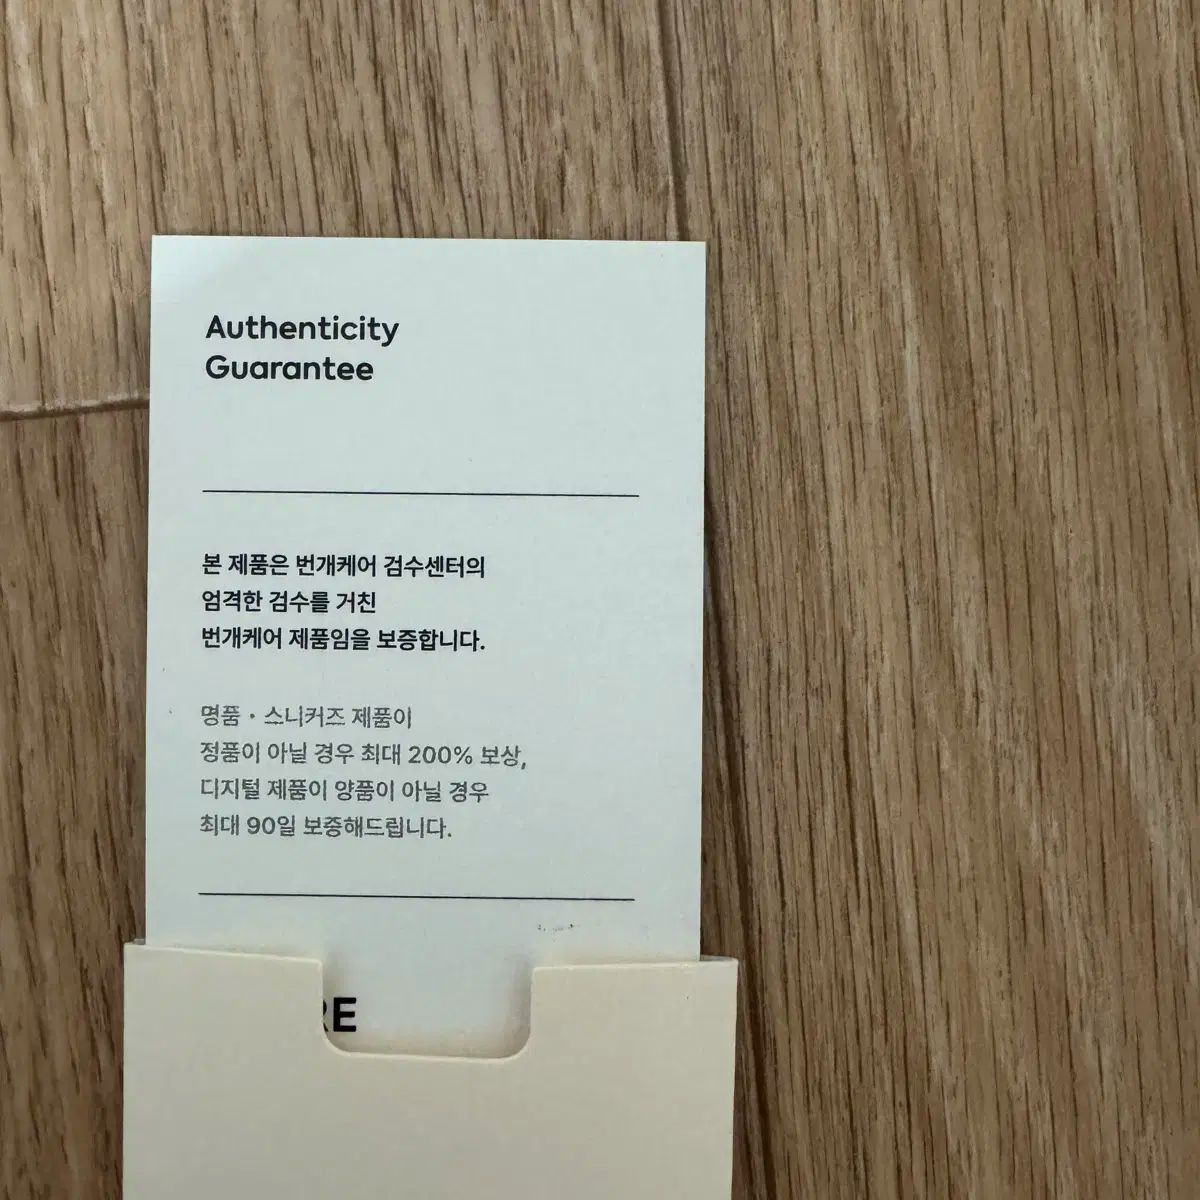 Authenticity
Guarantee
본 제품은 번개케어 검수센터의
엄격한 검수를 거친
번개케어 제품임을 보증합니다.
명품 · 스니커즈 제품이
정품이 아닐 경우 최대 200% 보상,
디지털 제품이 양품이 아닐 경우
최대 90일 보증해드립니다.
RE